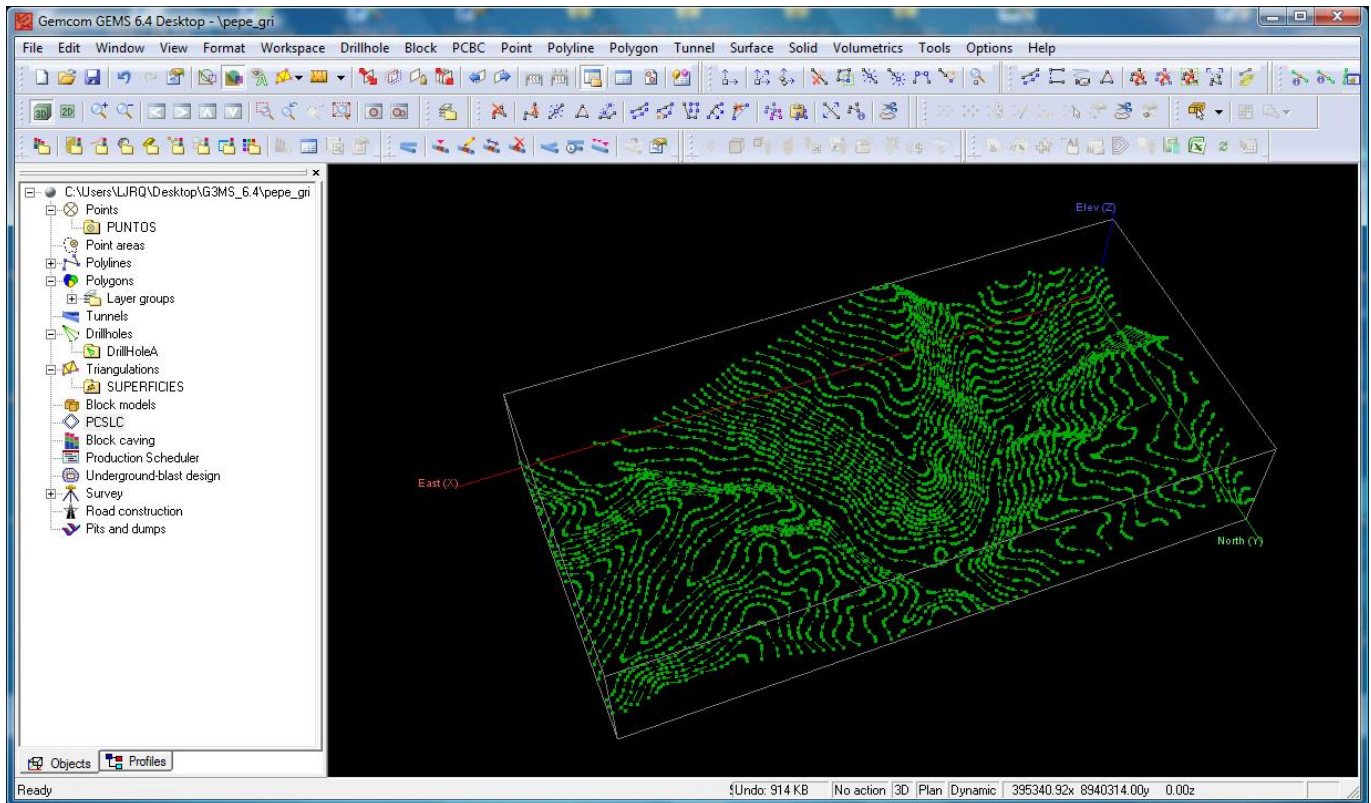 Gemcom GEMS 6.4 Desktop - \pepe_gri
File Edit Window View Format Workspace Drillhole Block PCBC Point Polyline Polygon Tunnel Surface Solid Volumetrics Tools Options Help
3D 2D
C:\Users\LJRQ\Desktop\G3MS_6.4\pepe_gri
Points
PUNTOS
Point areas
Polylines
Polygons
Layer groups
Tunnels
Drillholes
DrillHoleA
Triangulations
SUPERFICIES
Block models
PCSLC
Block caving
Production Scheduler
Underground-blast design
Survey
Road construction
Pits and dumps
Elev (Z)
East (X)
North (Y)
Objects Profiles
Ready Undo: 914 KB No action 3D Plan Dynamic 395340.92x 8940314.00y 0.00z